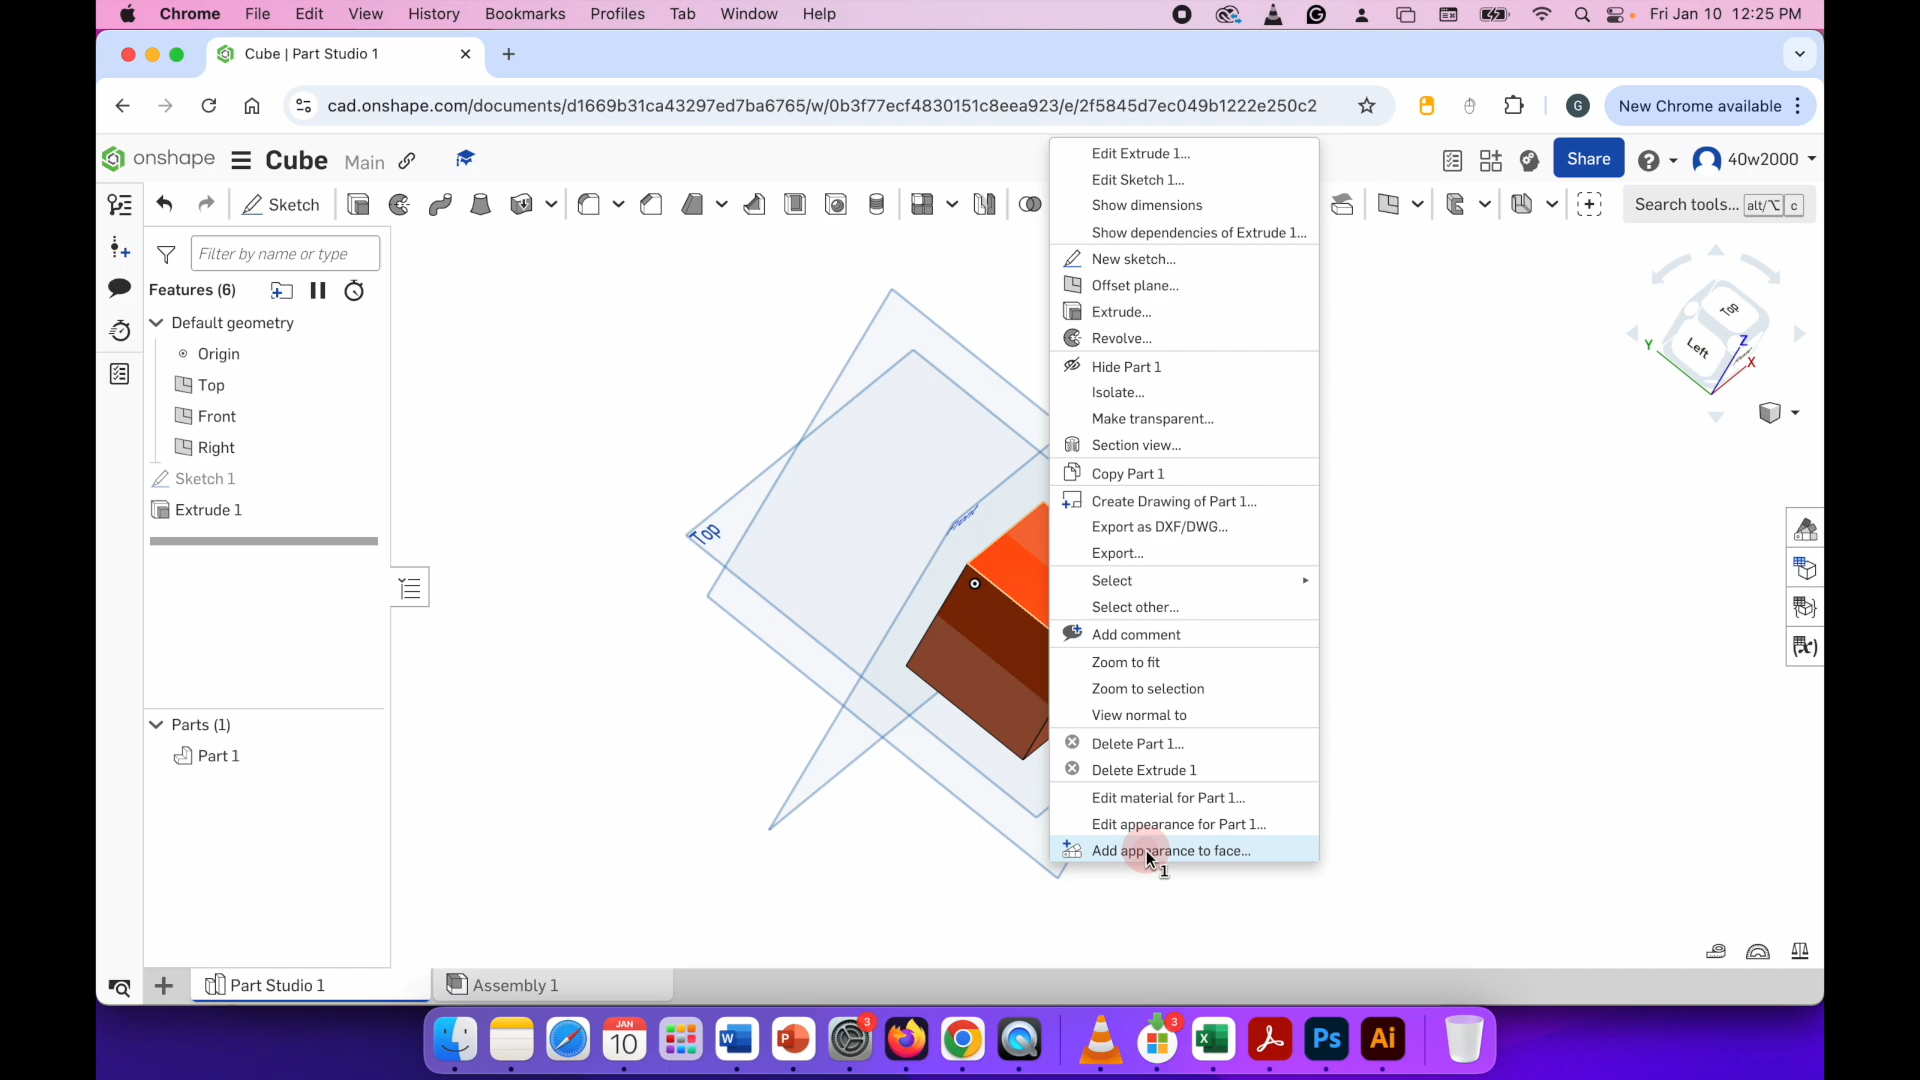 Chrome File Edit View History Bookmarks Profiles Tab Window Help Fri Jan 10 12:25 PM
Cube | Part Studio 1
cad.onshape.com/documents/d1669b31ca43297ed7ba6765/w/0b3f77ecf4830151c8eea923/e/2f5845d7ec049b1222e250c2 G New Chrome available
onshape Cube Main Share 40w2000
Sketch Search tools... alt/⌥ c
Filter by name or type
Features (6)
Default geometry
Origin
Top
Front
Right
Sketch 1
Extrude 1
Parts (1)
Part 1
Top
Edit Extrude 1...
Edit Sketch 1...
Show dimensions
Show dependencies of Extrude 1...
New sketch...
Offset plane...
Extrude...
Revolve...
Hide Part 1
Isolate...
Make transparent...
Section view...
Copy Part 1
Create Drawing of Part 1...
Export as DXF/DWG...
Export...
Select
Select other...
Add comment
Zoom to fit
Zoom to selection
View normal to
Delete Part 1...
Delete Extrude 1
Edit material for Part 1...
Edit appearance for Part 1...
Add appearance to face...
1
Top
Left
Y Z X
(x)
Part Studio 1 Assembly 1
JAN 10 W P 3 3 X Ps Ai